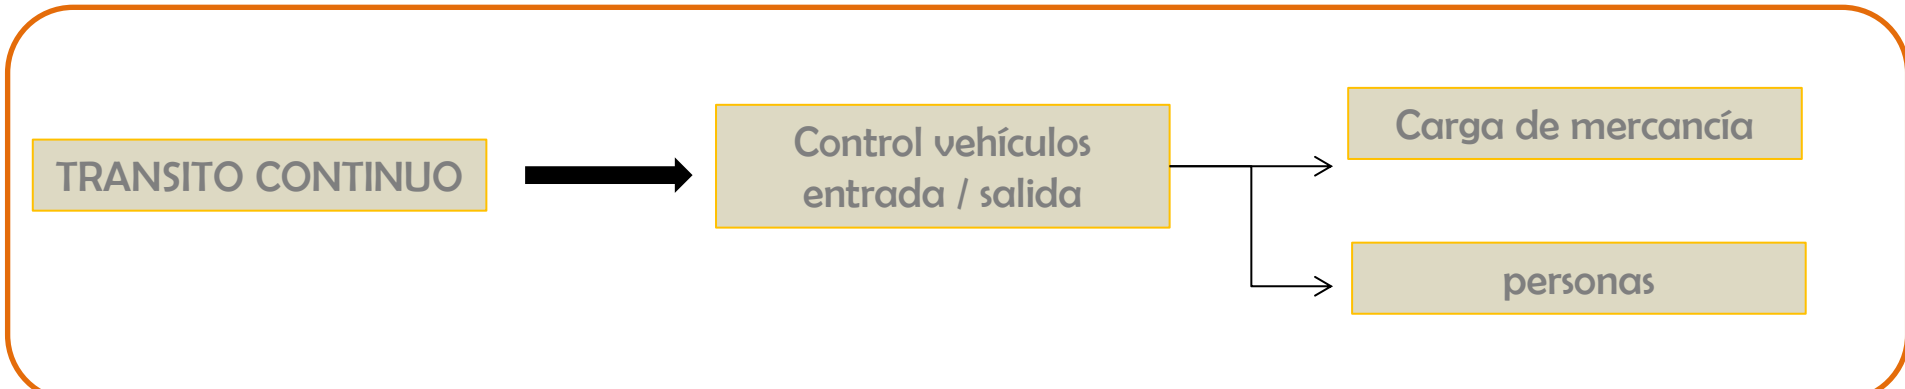 TRANSITO CONTINUO
Control vehículos
entrada / salida
Carga de mercancía
personas